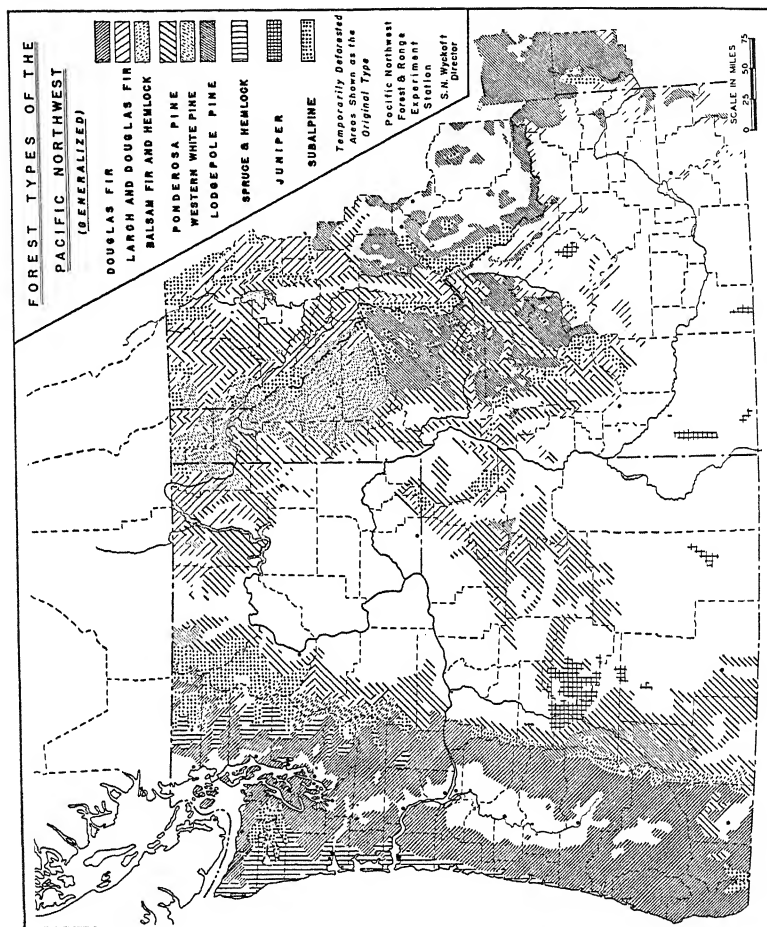 FOREST TYPES OF THE
PACIFIC NORTHWEST
(GENERALIZED)
DOUGLAS FIR
LARCH AND DOUGLAS FIR
BALSAM FIR AND HEMLOCK
PONDEROSA PINE
WESTERN WHITE PINE
LODGEPOLE PINE
SPRUCE & HEMLOCK
JUNIPER
SUBALPINE
Temporarily Deforested
Areas Shown as the
Original Type
Pacific Northwest
Forest & Range
Experiment
Station
S. N. Wyckoff
Director
SCALE IN MILES
0 25 50 75